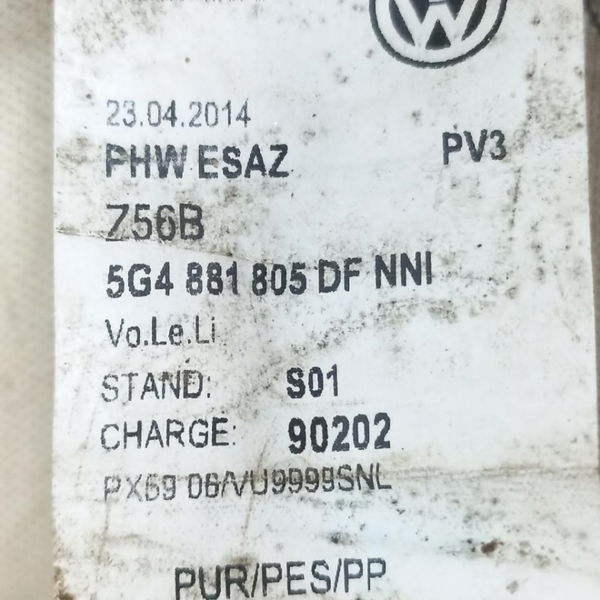 23.04.2014
PHW ESAZ PV3
Z56B
5G4 881 805 DF NNI
Vo.Le.Li
STAND: S01
CHARGE: 90202
PX69 06/VU9999SNL
PUR/PES/PP